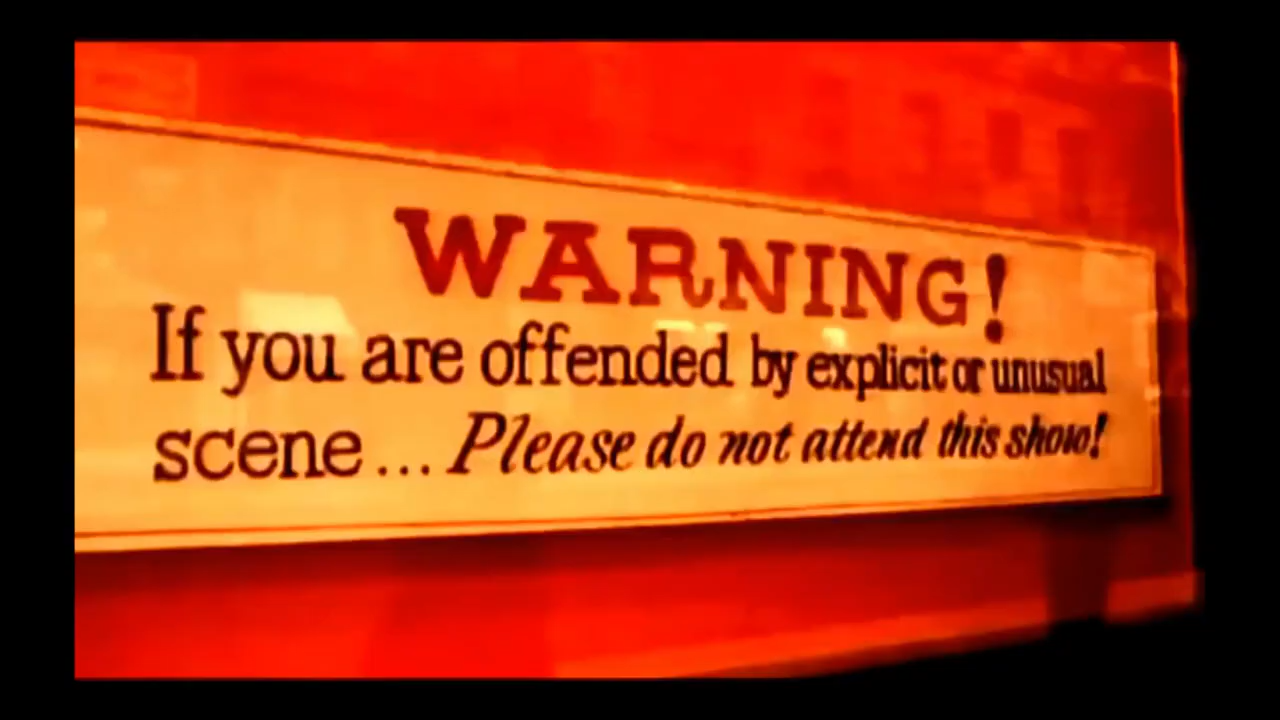 WARNING!
If you are offended by explicit or unusual
scene... Please do not attend this show!